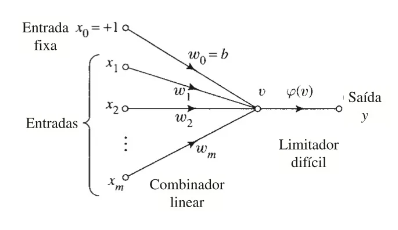 Entrada x₀ = +1
fixa
w₀ = b
x₁
w₁
v
φ(v)
Saída
y
Entradas
x₂
w₂
⋮
wₘ
Limitador
difícil
xₘ
Combinador
linear